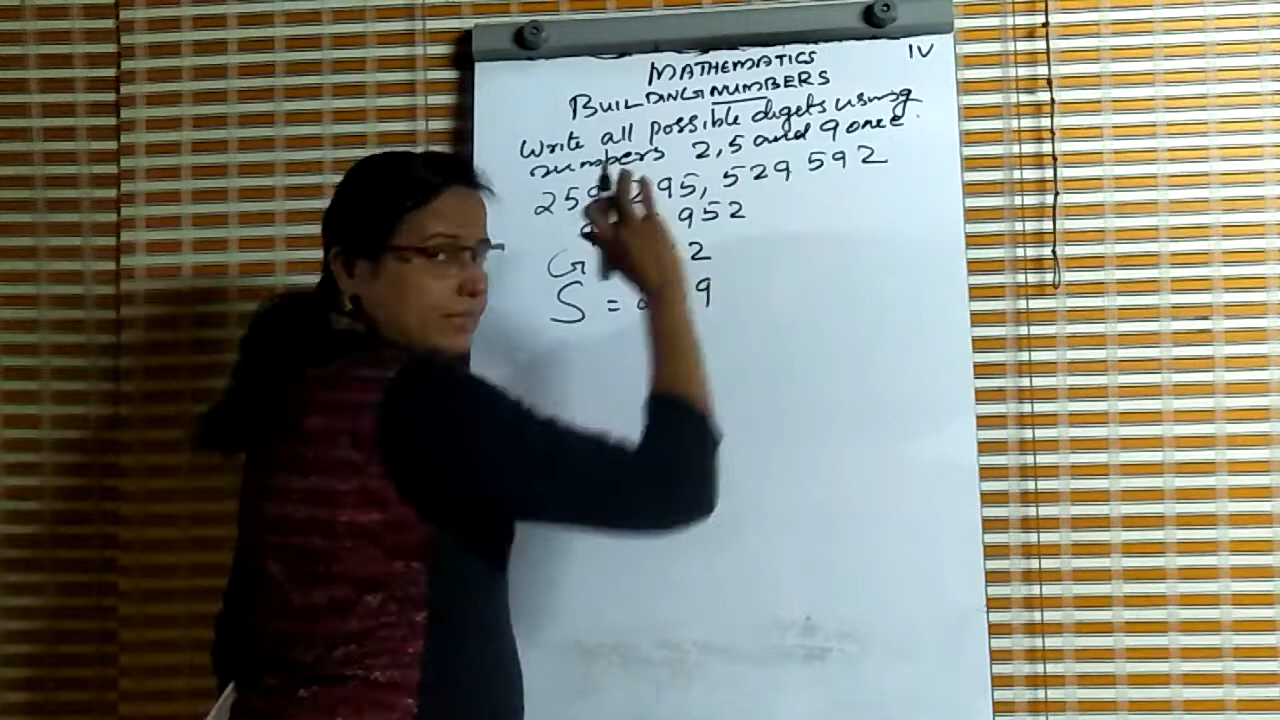 MATHEMATICS IV
BUILDING NUMBERS
Write all possible digets using
numbers 2,5 and 9 once.
259 295, 529 592
952
G 2
S = 9